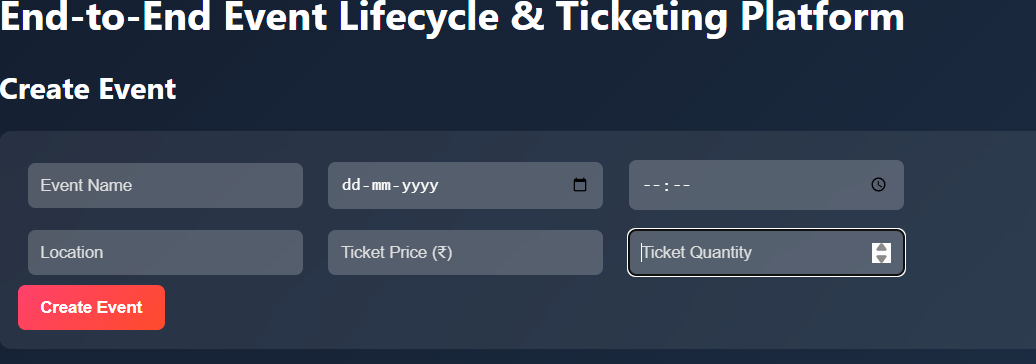 End-to-End Event Lifecycle & Ticketing Platform
Create Event
Event Name dd-mm-yyyy --:--
Location Ticket Price (₹) Ticket Quantity
Create Event